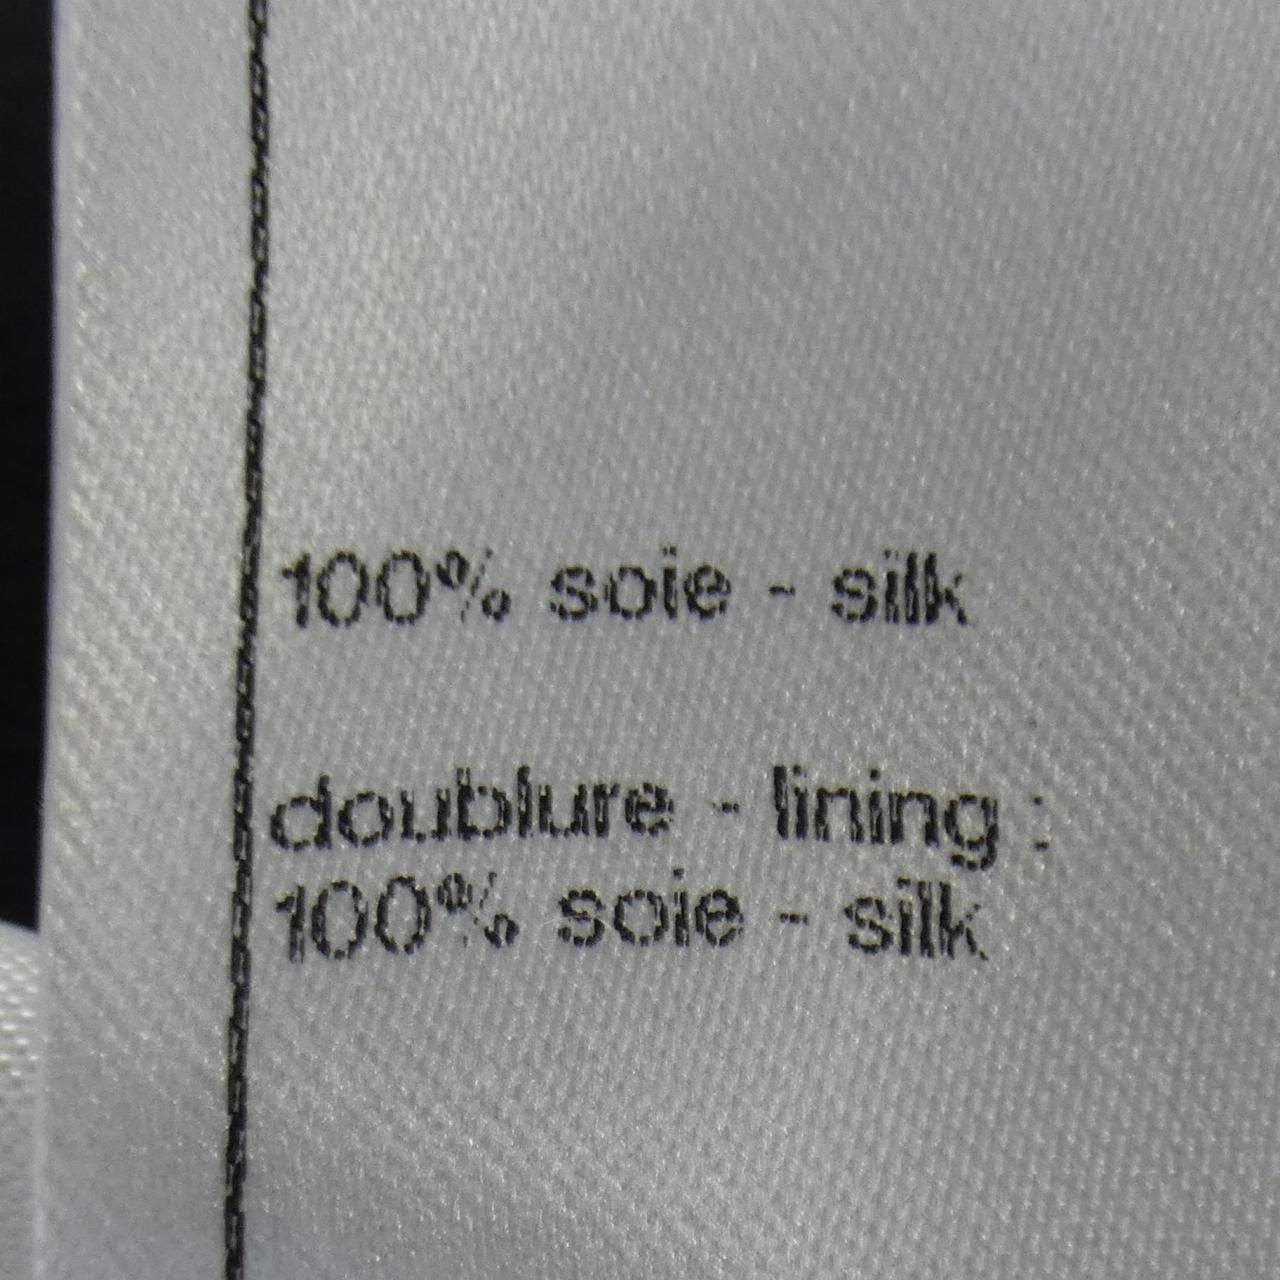 100% soie - silk
doublure - lining :
100% soie - silk